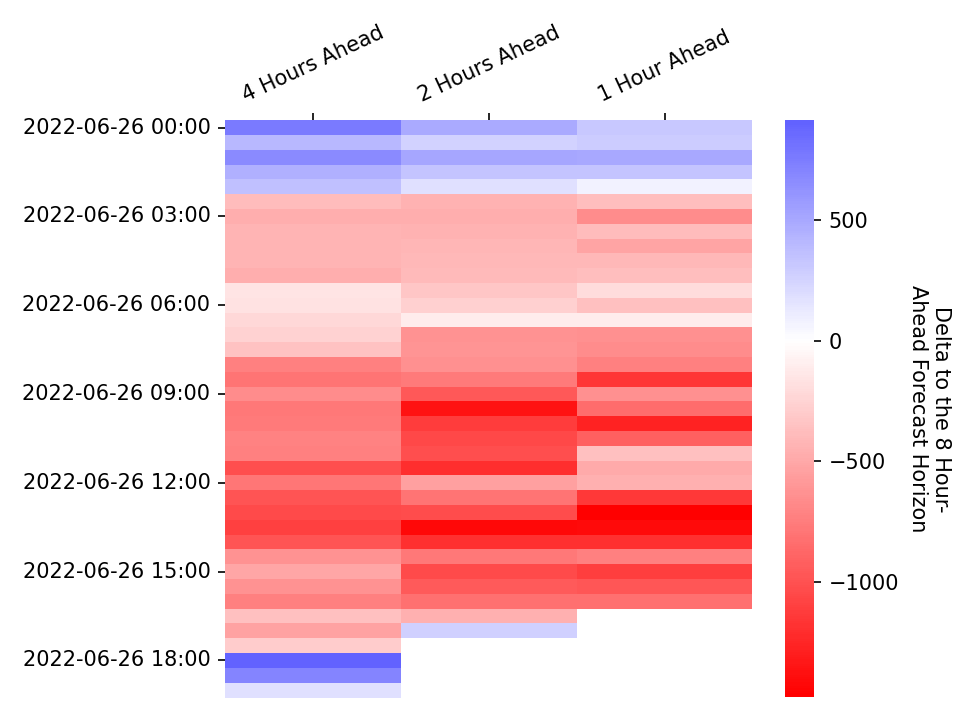 4 Hours Ahead
2 Hours Ahead
1 Hour Ahead
2022-06-26 00:00
2022-06-26 03:00
2022-06-26 06:00
2022-06-26 09:00
2022-06-26 12:00
2022-06-26 15:00
2022-06-26 18:00
500
0
−500
−1000
Delta to the 8 Hour-
Ahead Forecast Horizon